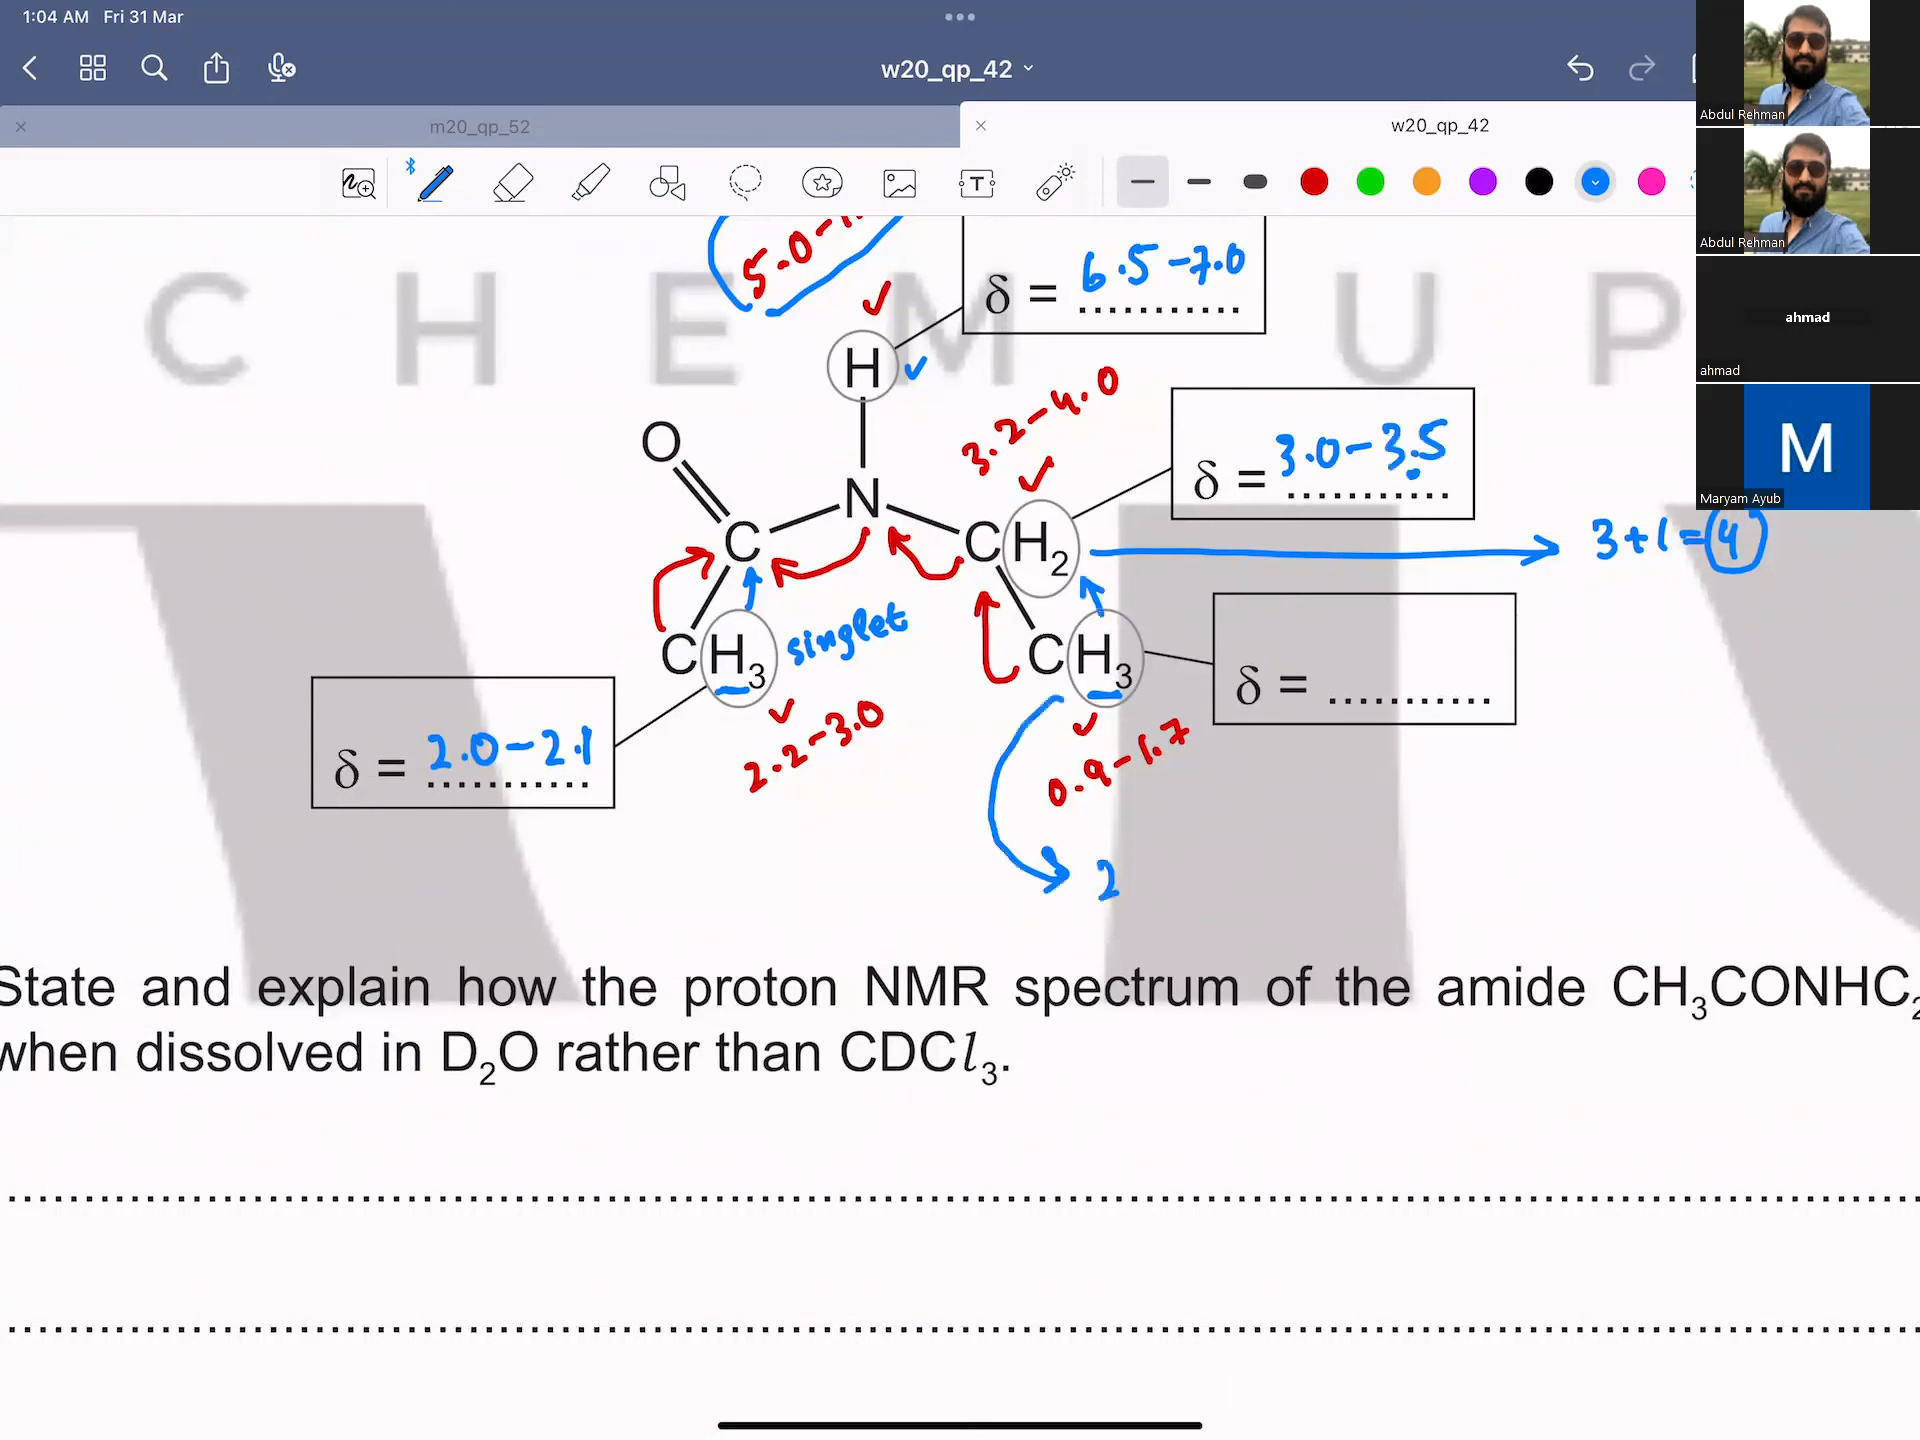 1:04 AM Fri 31 Mar
w20_qp_42
m20_qp_52
w20_qp_42
T
Abdul Rehman
Abdul Rehman
ahmad
ahmad
M
Maryam Ayub
C H E M U P
δ = 6.5-7.0
H
3.2-4.0
δ = 3.0-3.5
O
N
C
CH2
3+1=4
CH3
singlet
CH3
δ = ...........
δ = 2.0-2.1
2.2-3.0
0.9-1.7
2
State and explain how the proton NMR spectrum of the amide CH3CONHC2
when dissolved in D2O rather than CDCl3.